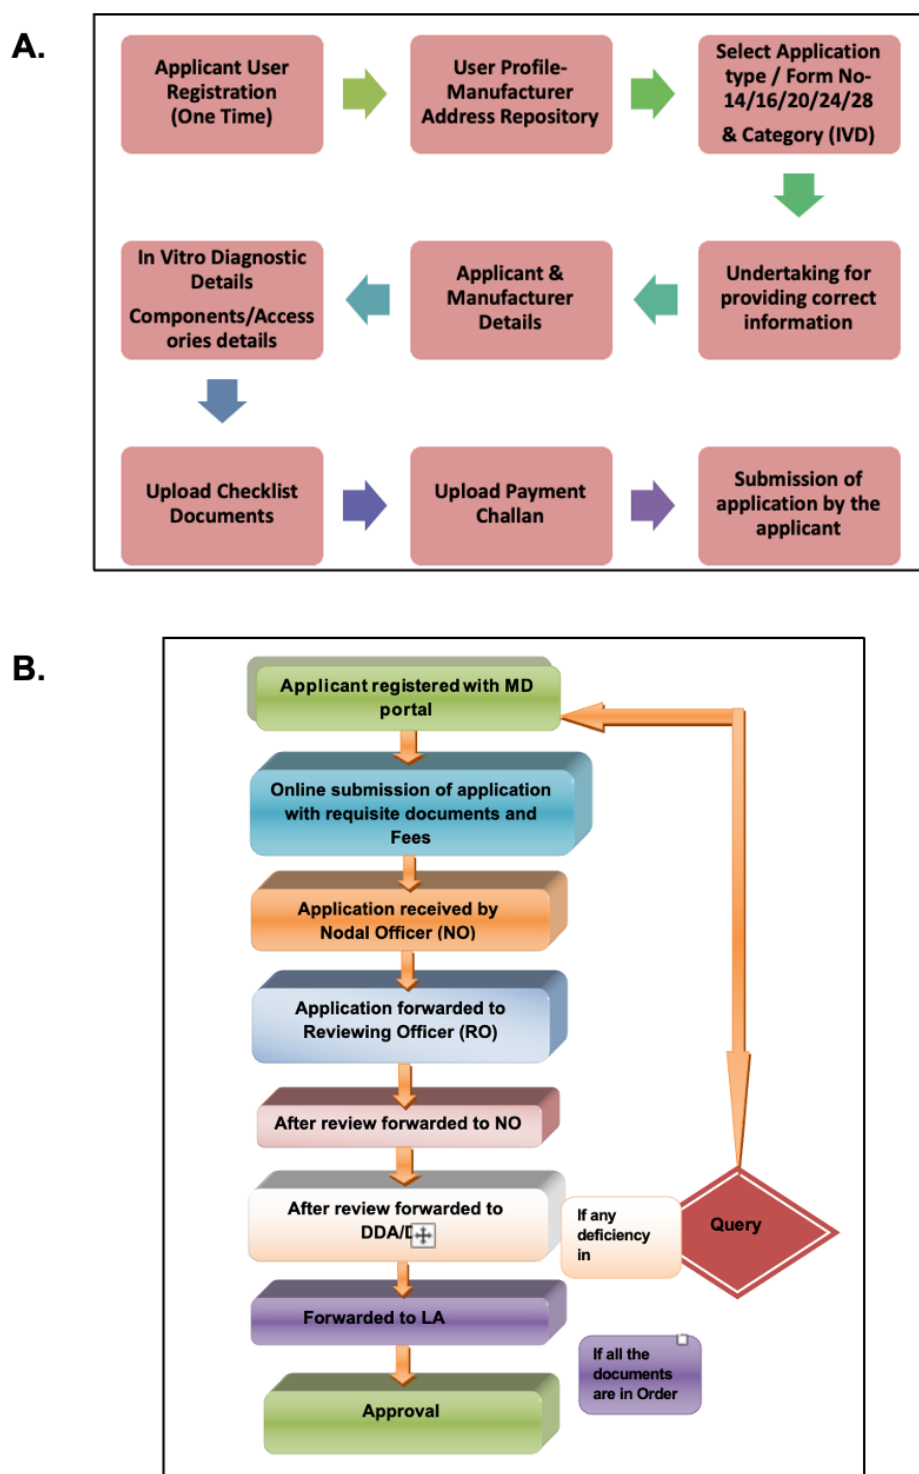 A.
Applicant User
Registration
(One Time)
User Profile-
Manufacturer
Address Repository
Select Application
type / Form No-
14/16/20/24/28
& Category (IVD)
In Vitro Diagnostic
Details
Components/Access
ories details
Applicant &
Manufacturer
Details
Undertaking for
providing correct
information
Upload Checklist
Documents
Upload Payment
Challan
Submission of
application by the
applicant
B.
Applicant registered with MD
portal
Online submission of application
with requisite documents and
Fees
Application received by
Nodal Officer (NO)
Application forwarded to
Reviewing Officer (RO)
After review forwarded to NO
After review forwarded to
If any
deficiency
in
Query
Forwarded to LA
If all the
documents
are in Order
Approval